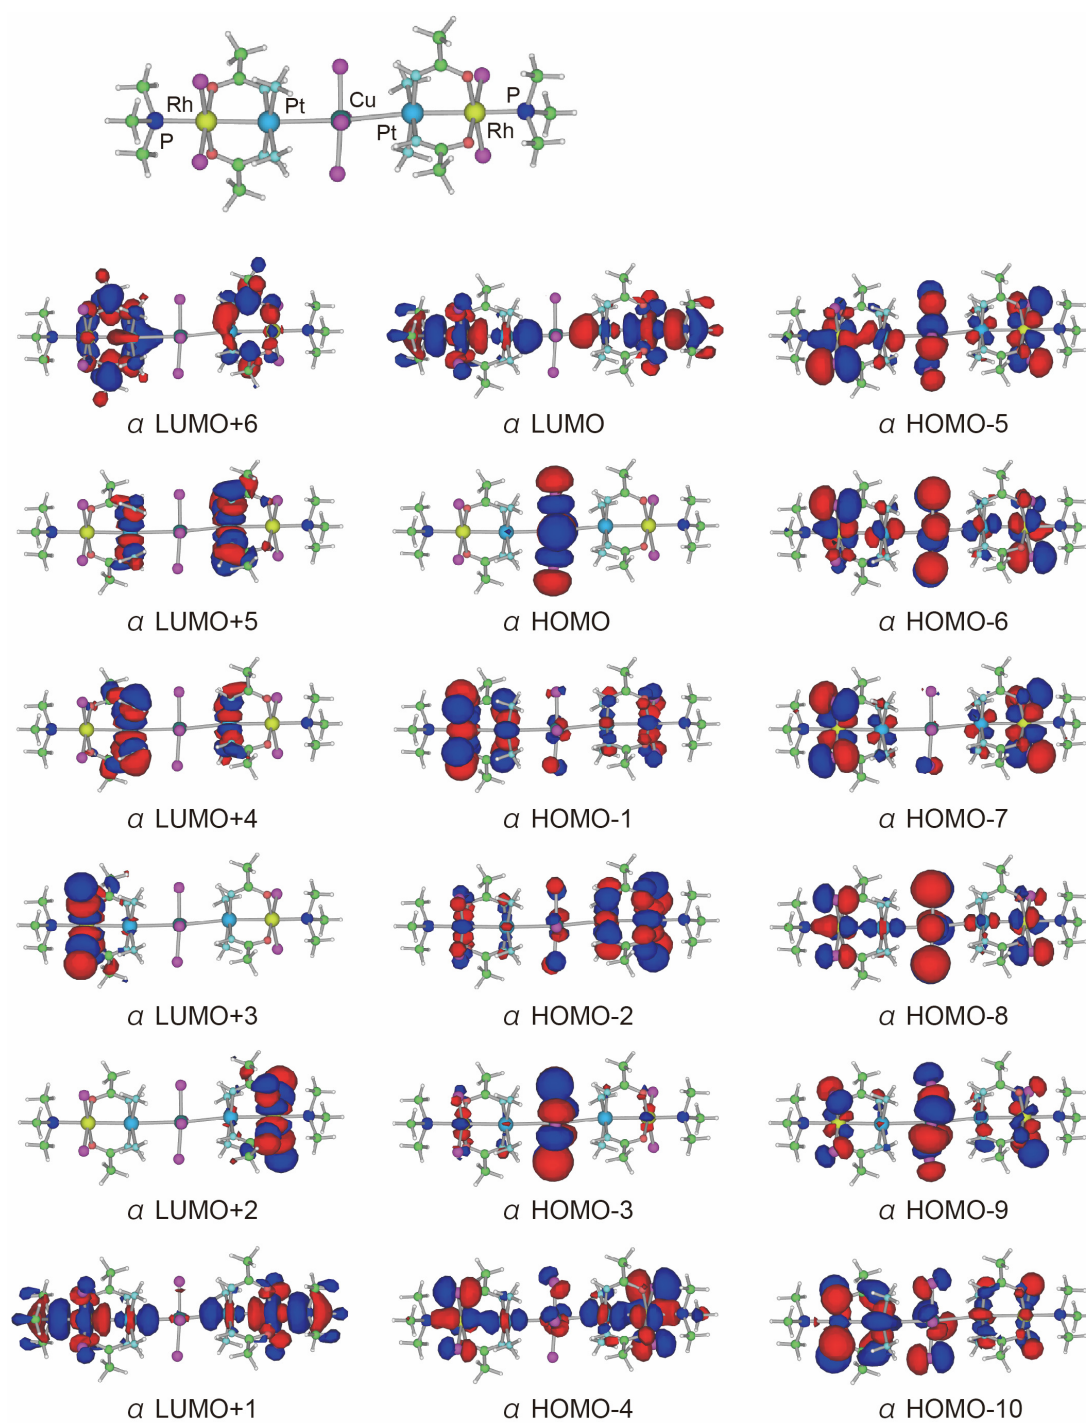 Rh
Pt
Cu
P
P
Pt
Rh
α LUMO+6
α LUMO
α HOMO-5
α LUMO+5
α HOMO
α HOMO-6
α LUMO+4
α HOMO-1
α HOMO-7
α LUMO+3
α HOMO-2
α HOMO-8
α LUMO+2
α HOMO-3
α HOMO-9
α LUMO+1
α HOMO-4
α HOMO-10